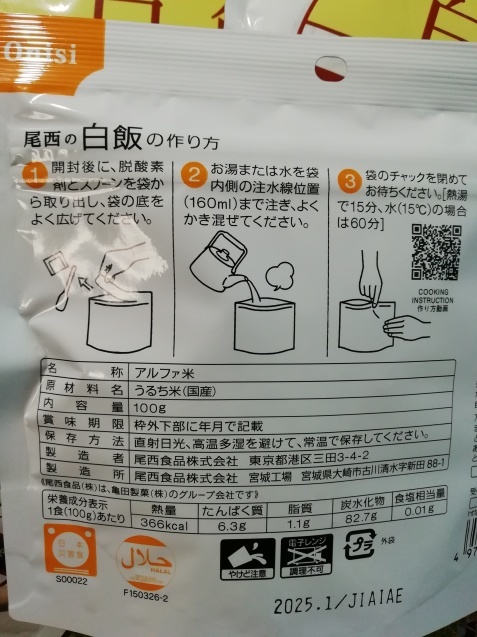 Onisi
尾西の白飯の作り方
1 開封後に、脱酸素
剤とスプーンを袋か
ら取り出し、袋の底を
よく広げてください。
2 お湯または水を袋
内側の注水線位置
(160ml)まで注ぎ、よく
かき混ぜてください。
3 袋のチャックを閉めて
お待ちください。[熱湯
で15分、水(15℃)の場合
は60分]
COOKING
INSTRUCTION
作り方動画
名称 アルファ米
原材料名 うるち米(国産)
内容量 100g
賞味期限 枠外下部に年月で記載
保存方法 直射日光、高温多湿を避けて、常温で保存してください。
製造者 尾西食品株式会社 東京都港区三田3-4-2
製造所 尾西食品株式会社 宮城工場 宮城県大崎市古川清水字新田88-1
《尾西食品(株)は、亀田製菓(株)のグループ会社です》
栄養成分表示
1食(100g)あたり
熱量 たんぱく質 脂質 炭水化物 食塩相当量
366kcal 6.3g 1.1g 82.7g 0.01g
日本
災害食
S00022
حلال
HALAL
F150326-2
やけど注意
電子レンジ
調理不可
プラ
外袋
2025.1/JIAIAE